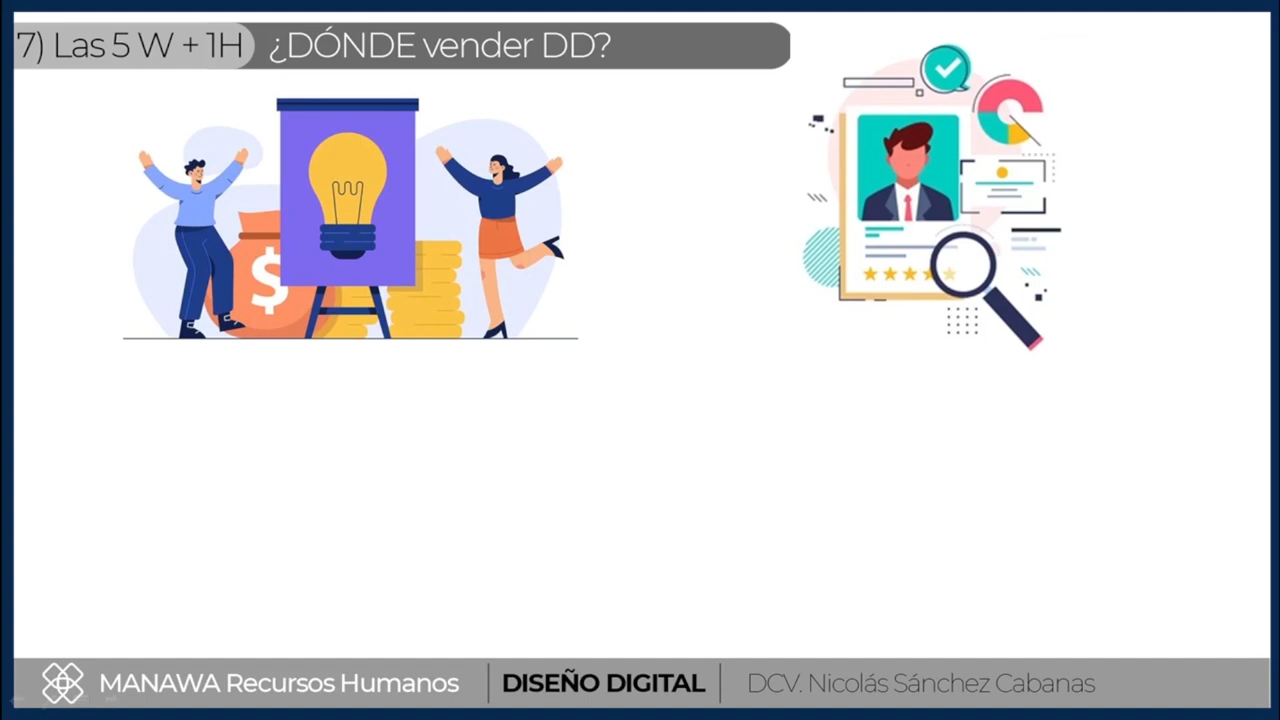 7) Las 5 W + 1H ¿DÓNDE vender DD?
$
MANAWA Recursos Humanos DISEÑO DIGITAL DCV. Nicolás Sánchez Cabanas